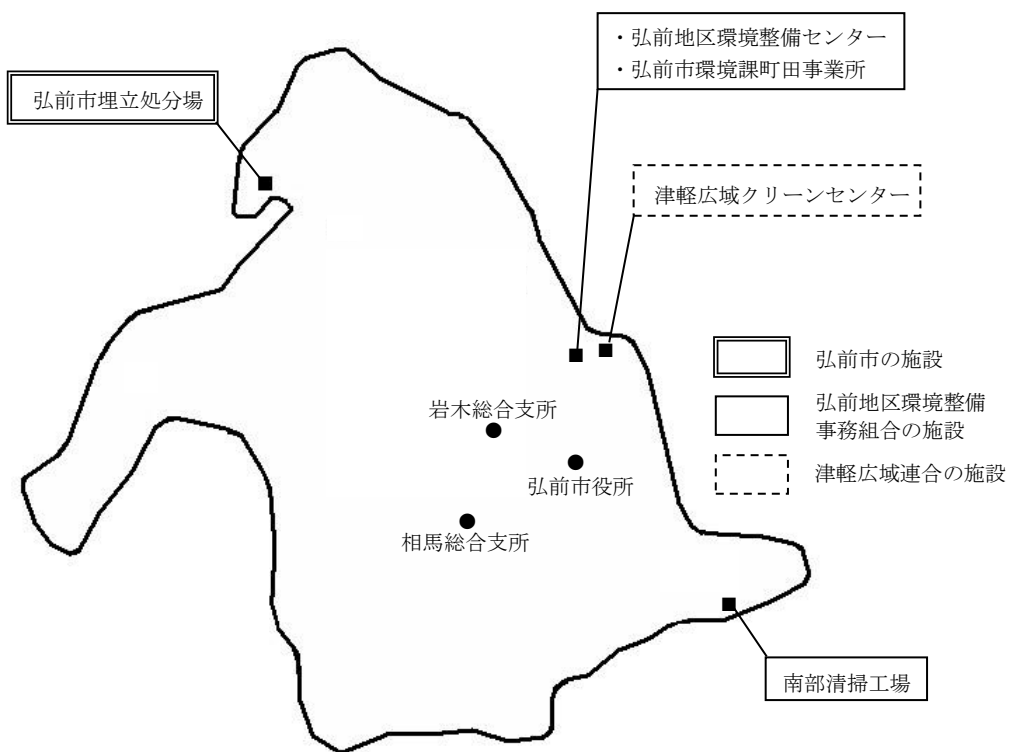 ・弘前地区環境整備センター
・弘前市環境課町田事業所
弘前市埋立処分場
津軽広域クリーンセンター
弘前市の施設
弘前地区環境整備
事務組合の施設
津軽広域連合の施設
岩木総合支所
弘前市役所
相馬総合支所
南部清掃工場